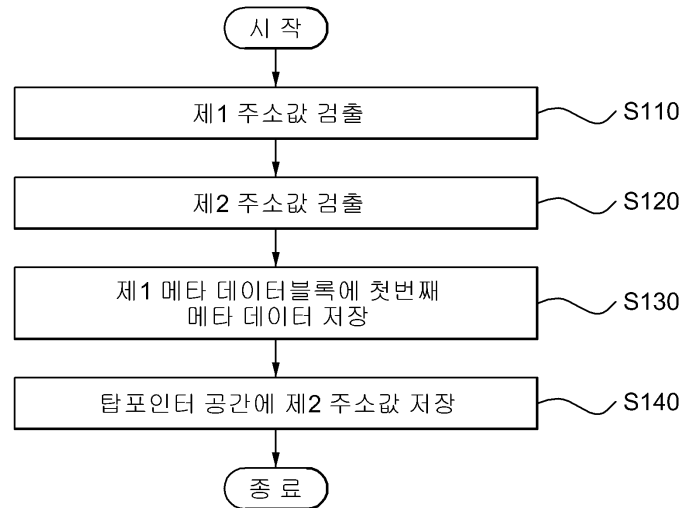 시 작
제1 주소값 검출
S110
제2 주소값 검출
S120
제1 메타 데이터블록에 첫번째
메타 데이터 저장
S130
탑포인터 공간에 제2 주소값 저장
S140
종 료